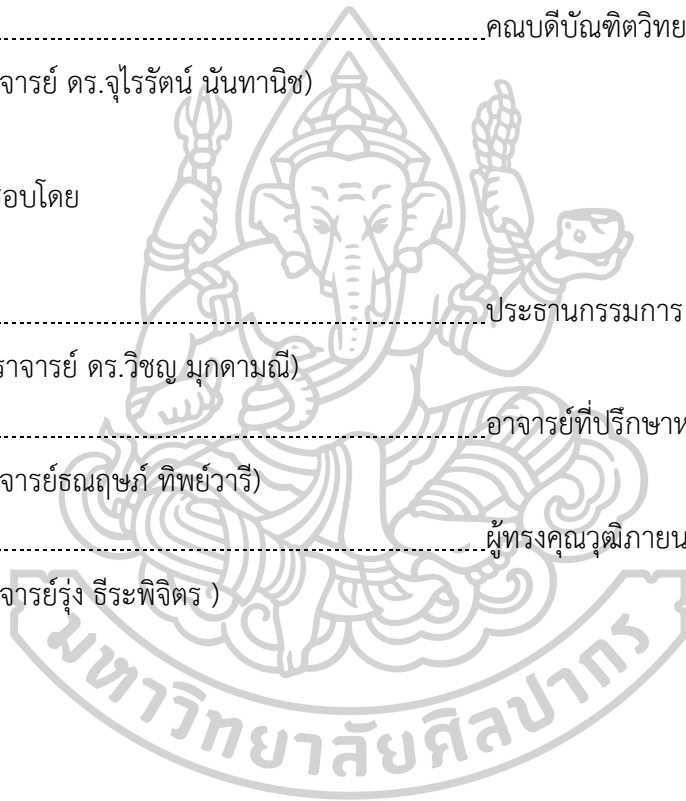 คณบดีบัณฑิตวิทย
จารย์ ดร.จุไรรัตน์ นันทานิช)
สอบโดย
ประธานกรรมการ
ราจารย์ ดร.วิชญ มุกดามณี)
อาจารย์ที่ปรึกษาห
จารย์ธณฤษภ์ ทิพย์วารี)
ผู้ทรงคุณวุฒิภายน
จารย์รุ่ง ธีระพิจิตร )
มหาวิทยาลัยศิลปากร